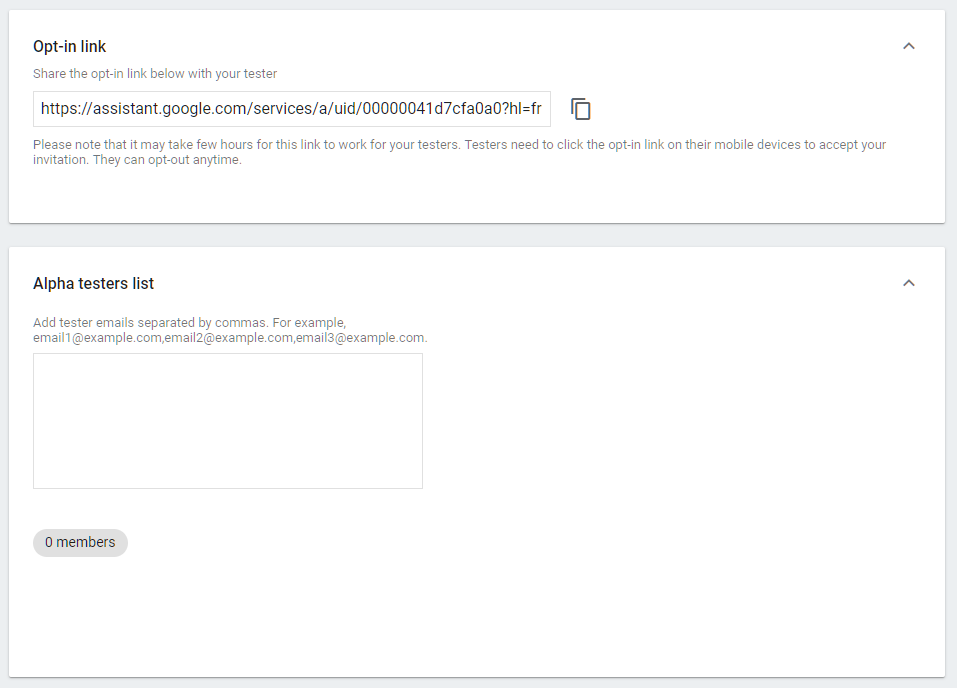 Opt-in link
Share the opt-in link below with your tester
https://assistant.google.com/services/a/uid/00000041d7cfa0a0?hl=fr
Please note that it may take few hours for this link to work for your testers. Testers need to click the opt-in link on their mobile devices to accept your
invitation. They can opt-out anytime.
Alpha testers list
Add tester emails separated by commas. For example,
email1@example.com,email2@example.com,email3@example.com.
0 members